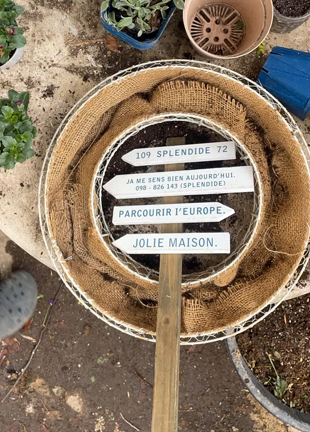 109 SPLENDIDE 72
JA ME SENS BIEN AUJOURD'HUI.
098 - 826 143 (SPLENDIDE)
PARCOURIR I'EUROPE.
JOLIE MAISON.